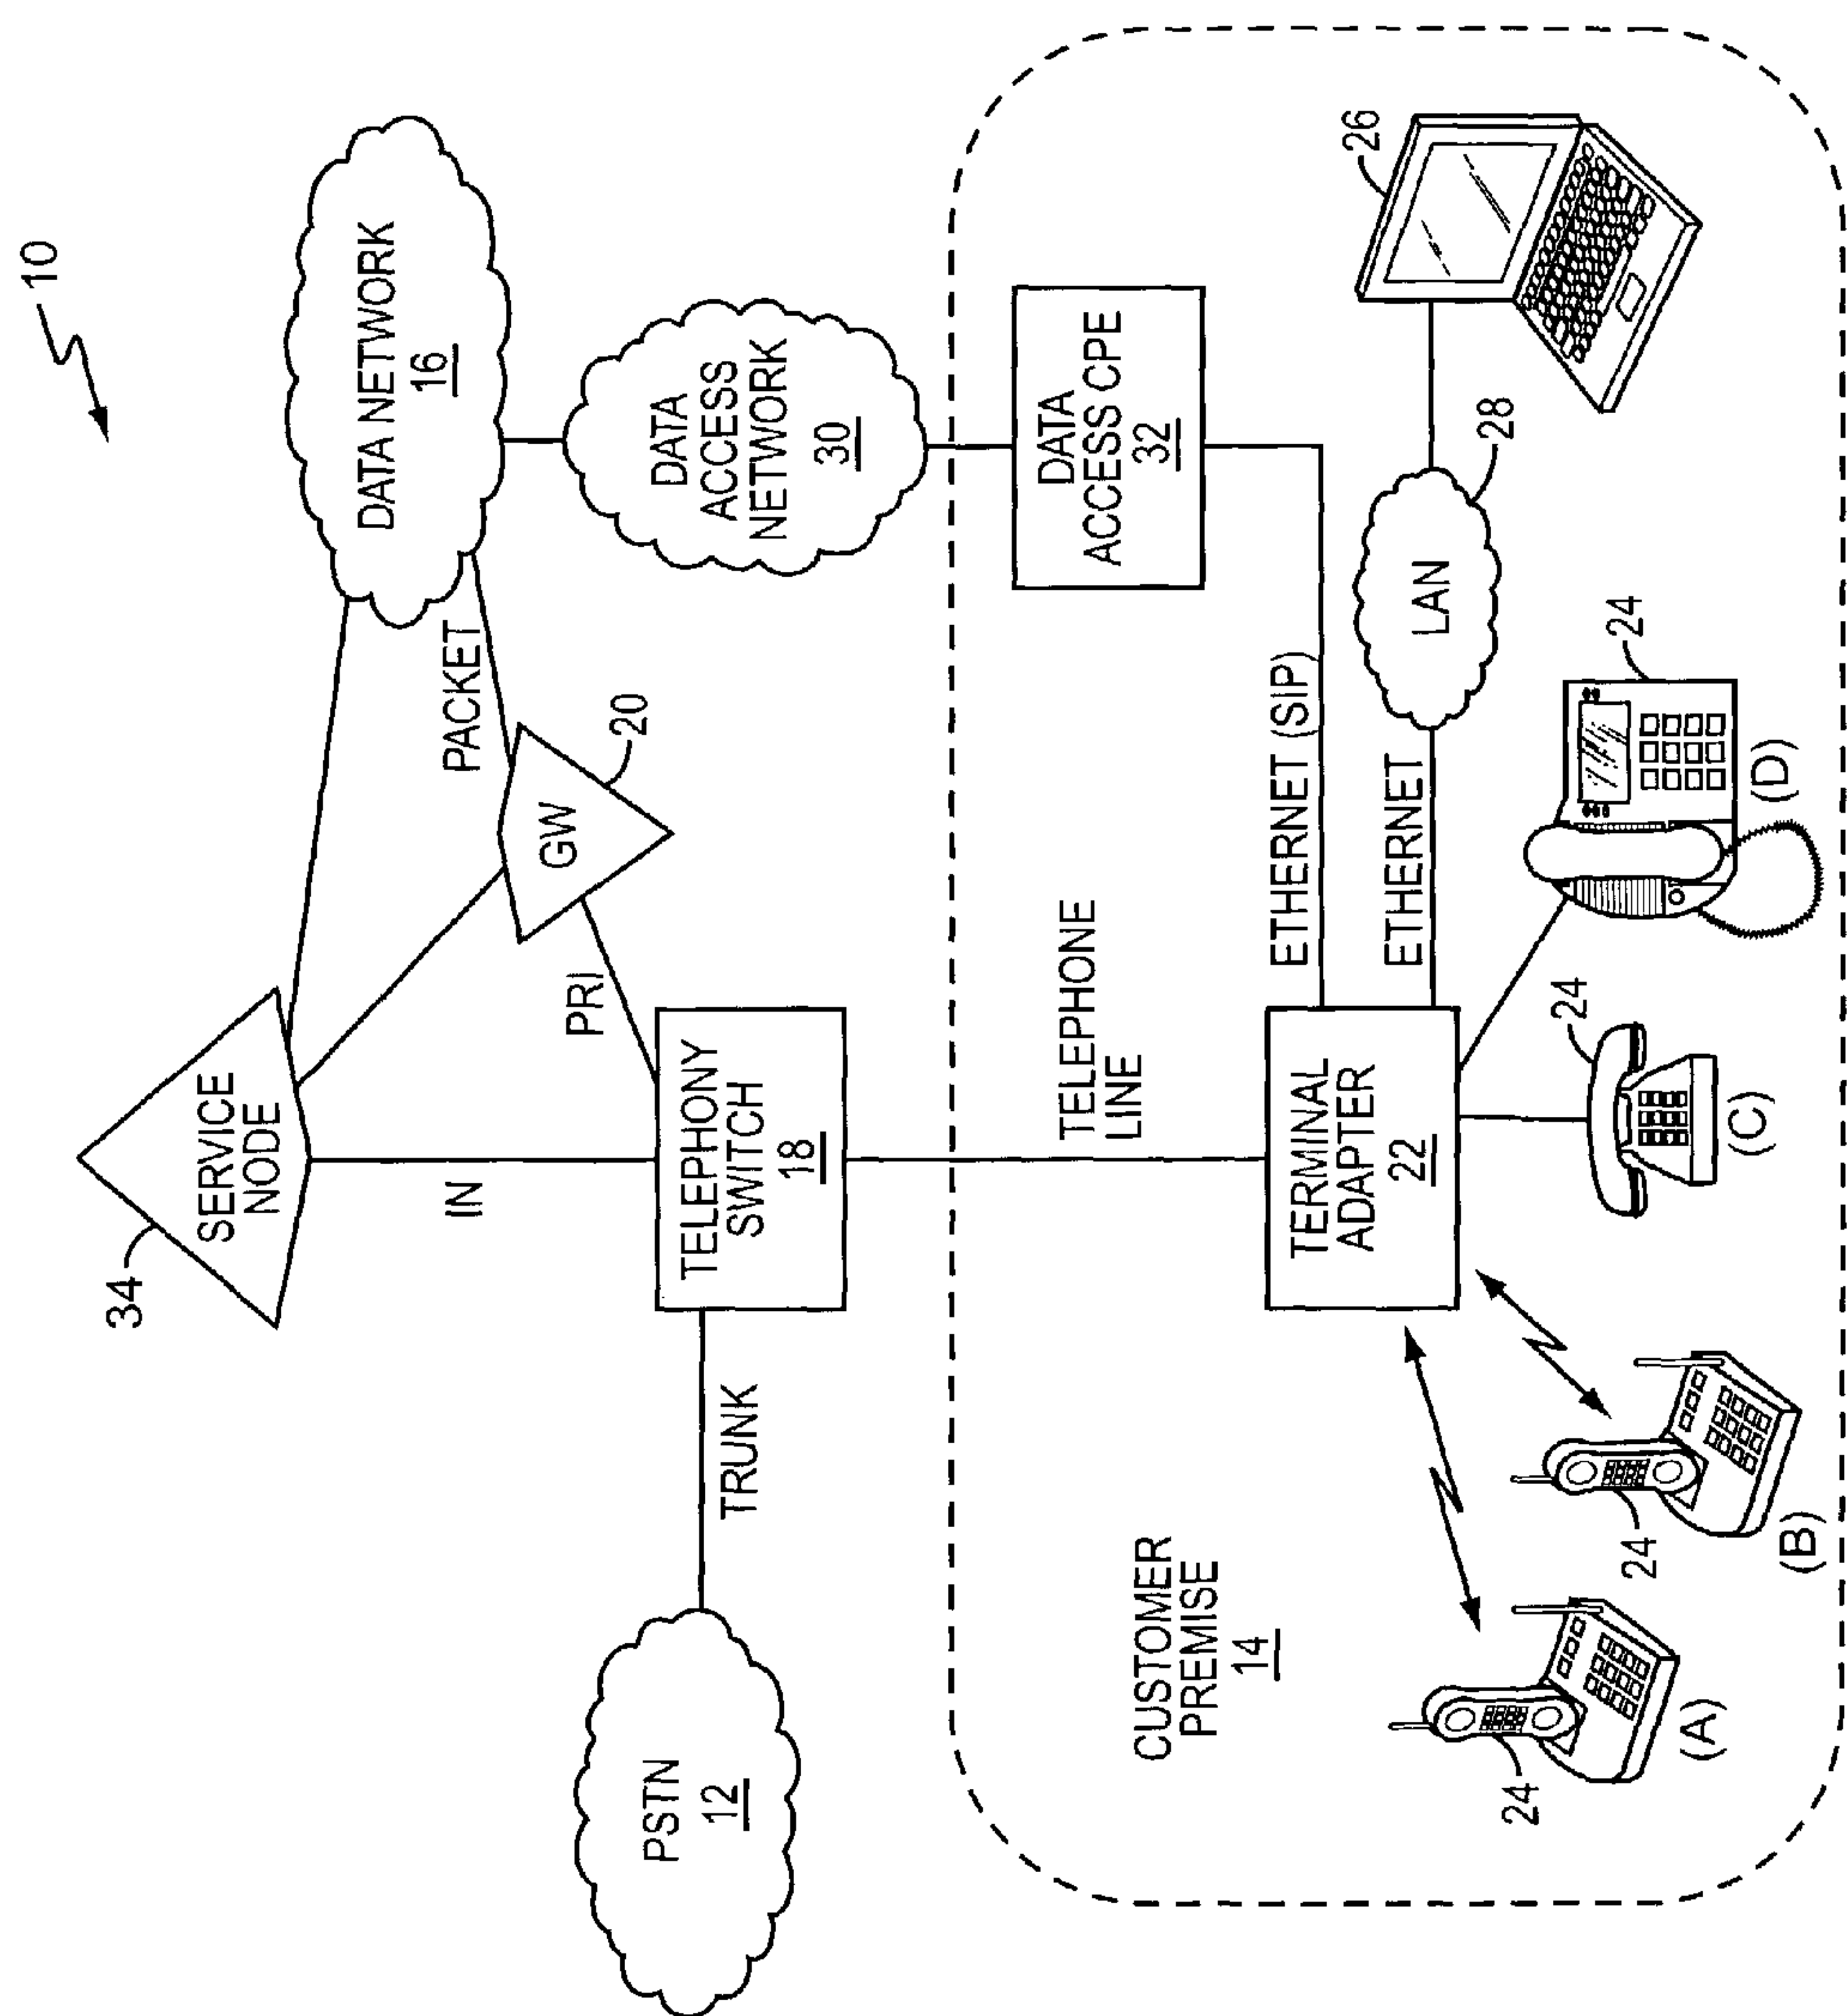 10
34
SERVICE
NODE
DATA NETWORK
16
PACKET
GW
20
IN
PRI
DATA
ACCESS
NETWORK
30
PSTN
12
TRUNK
TELEPHONY
SWITCH
18
TELEPHONE
LINE
DATA
ACCESS CPE
32
CUSTOMER
PREMISE
14
TERMINAL
ADAPTER
22
ETHERNET (SIP)
ETHERNET
LAN
28
26
24
(A)
24
(B)
24
(C)
24
(D)